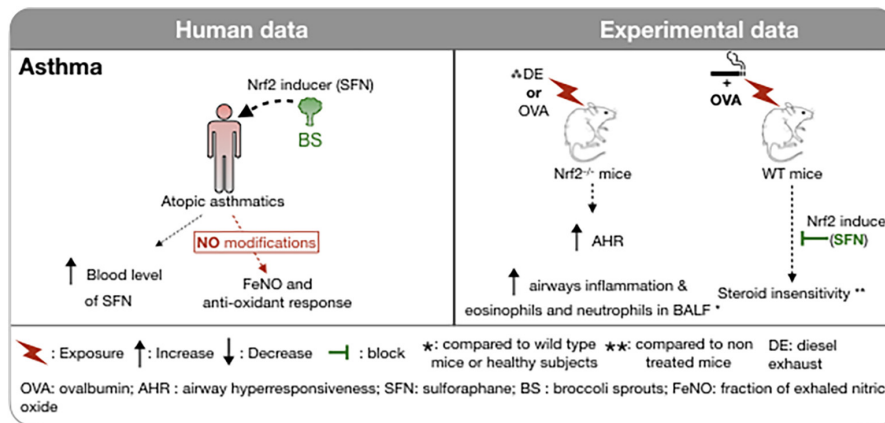 Human data
Experimental data
Asthma
Nrf2 inducer (SFN)
BS
Atopic asthmatics
NO modifications
Blood level
of SFN
FeNO and
anti-oxidant response
DE
or
OVA
Nrf2-/- mice
AHR
airways inflammation &
eosinophils and neutrophils in BALF *
+
OVA
WT mice
Nrf2 induce
(SFN)
Steroid insensitivity **
: Exposure
: Increase
: Decrease
: block
*: compared to wild type
mice or healthy subjects
**: compared to non
treated mice
DE: diesel
exhaust
OVA: ovalbumin; AHR : airway hyperresponsiveness; SFN: sulforaphane; BS : broccoli sprouts; FeNO: fraction of exhaled nitric
oxide